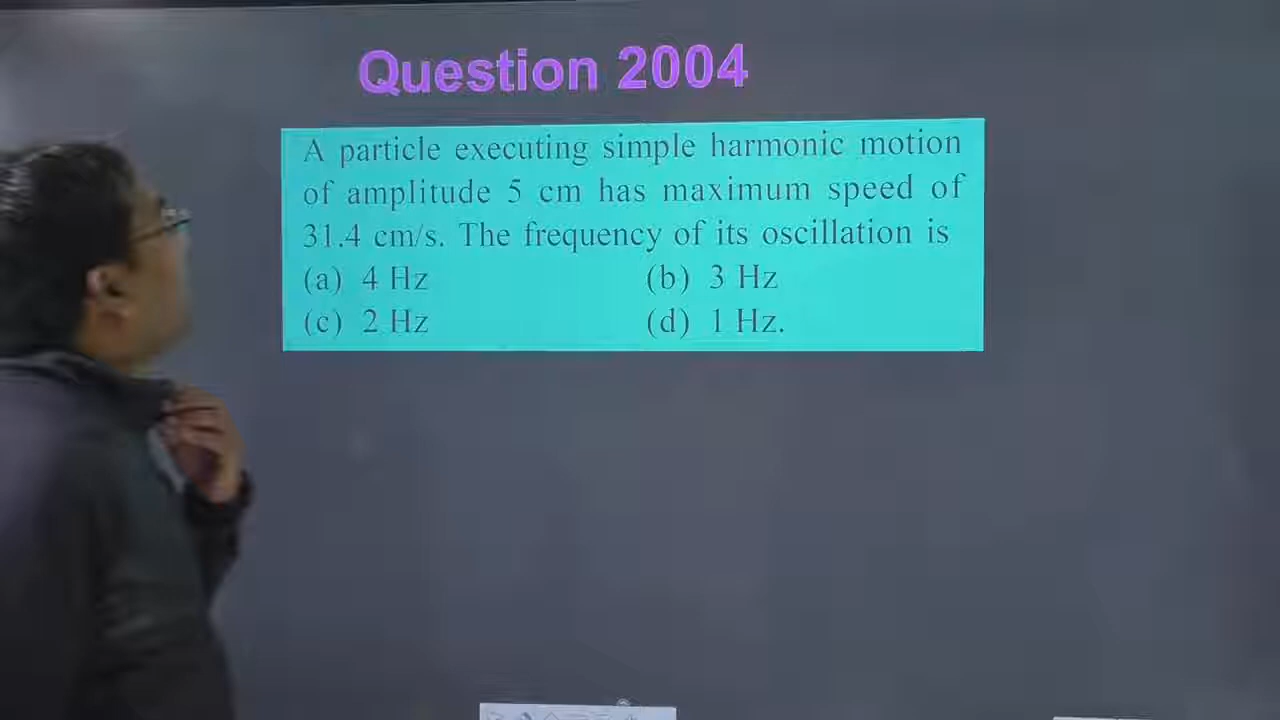 Question 2004
A particle executing simple harmonic motion
of amplitude 5 cm has maximum speed of
31.4 cm/s. The frequency of its oscillation is
(a) 4 Hz (b) 3 Hz
(c) 2 Hz (d) 1 Hz.